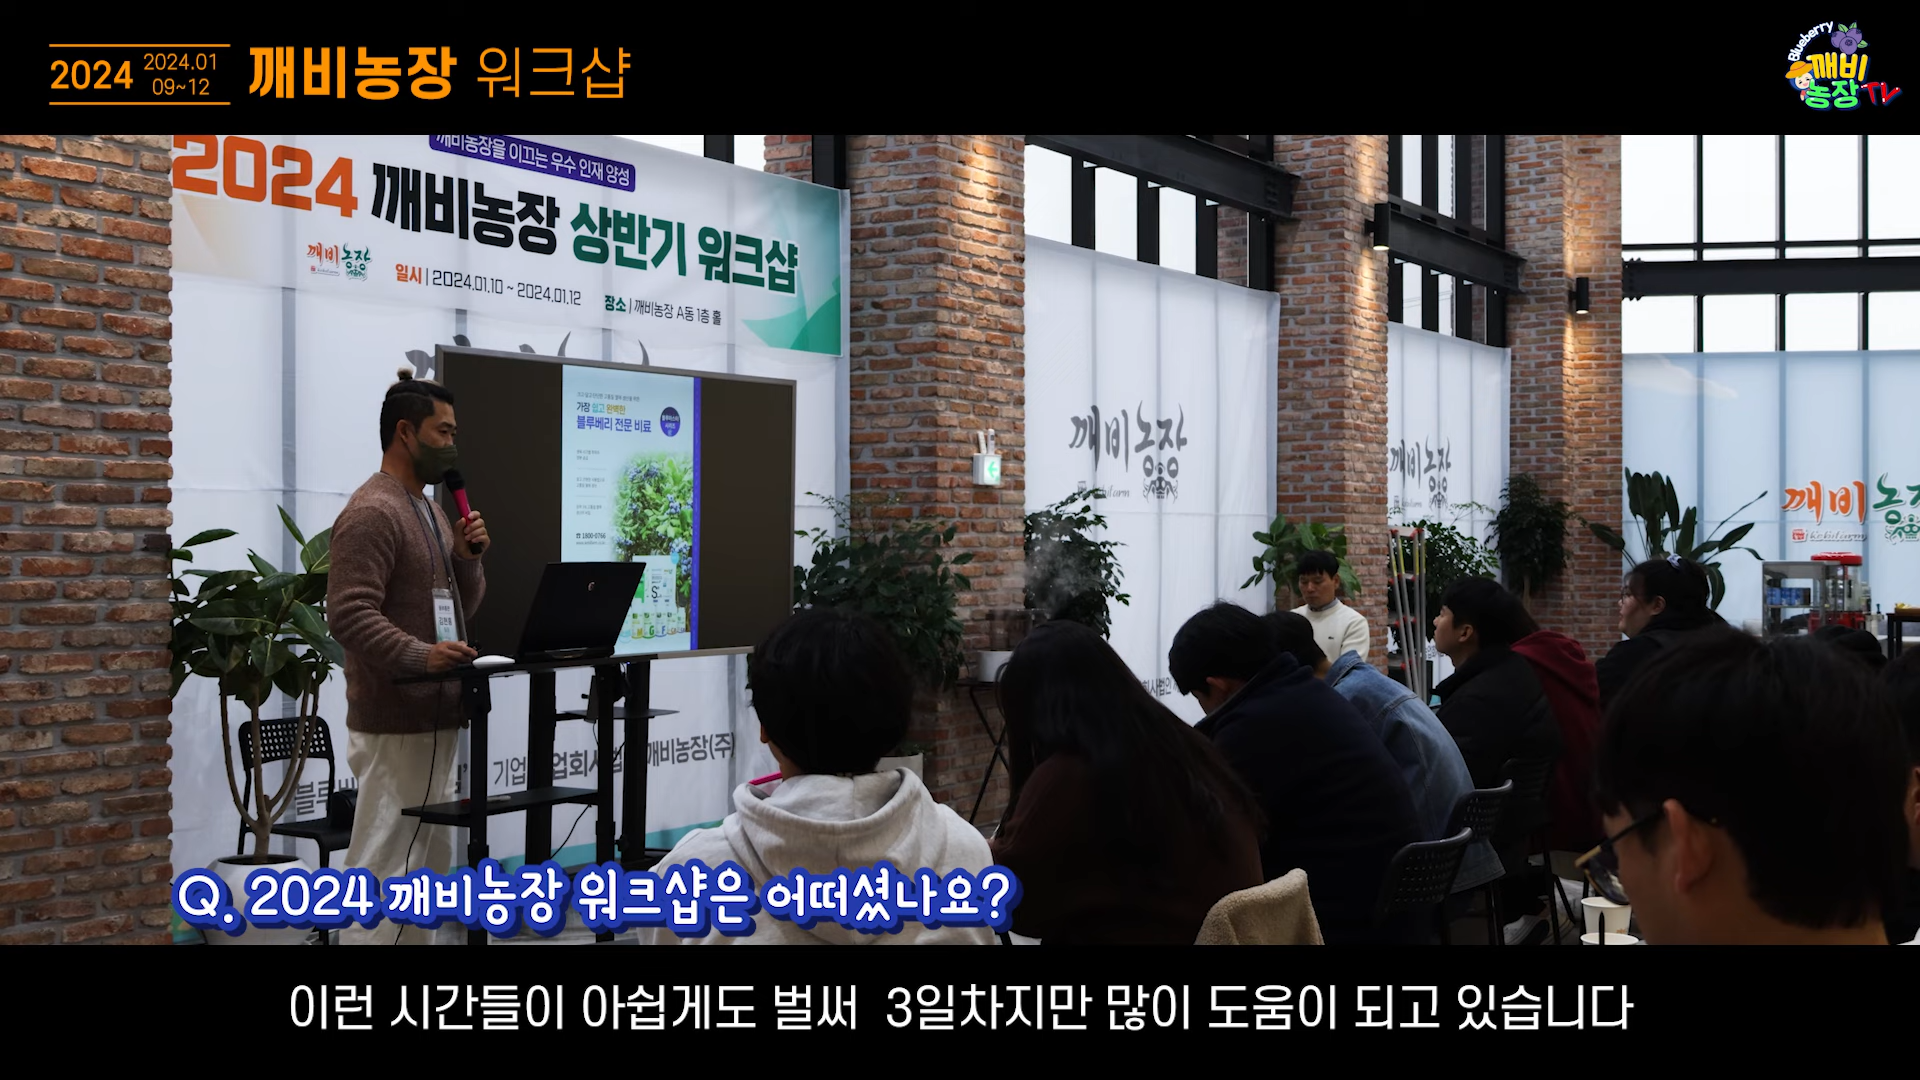 2024
2024.01
09~12
깨비농장 워크샵
Blueberry
깨비
농장 TV
깨비농장을 이끄는 우수 인재 양성
2024 깨비농장 상반기 워크샵
깨비농장
일시 | 2024.01.10 ~ 2024.01.12
장소 | 깨비농장 A동 1층 홀
가장 쉽고 완벽한
블루베리 전문 비료
1600-0766
깨비농장
깨비농장
깨비농
기업
업회사
깨비농장(주)
Q. 2024 깨비농장 워크샵은 어떠셨나요?
이런 시간들이 아쉽게도 벌써 3일차지만 많이 도움이 되고 있습니다